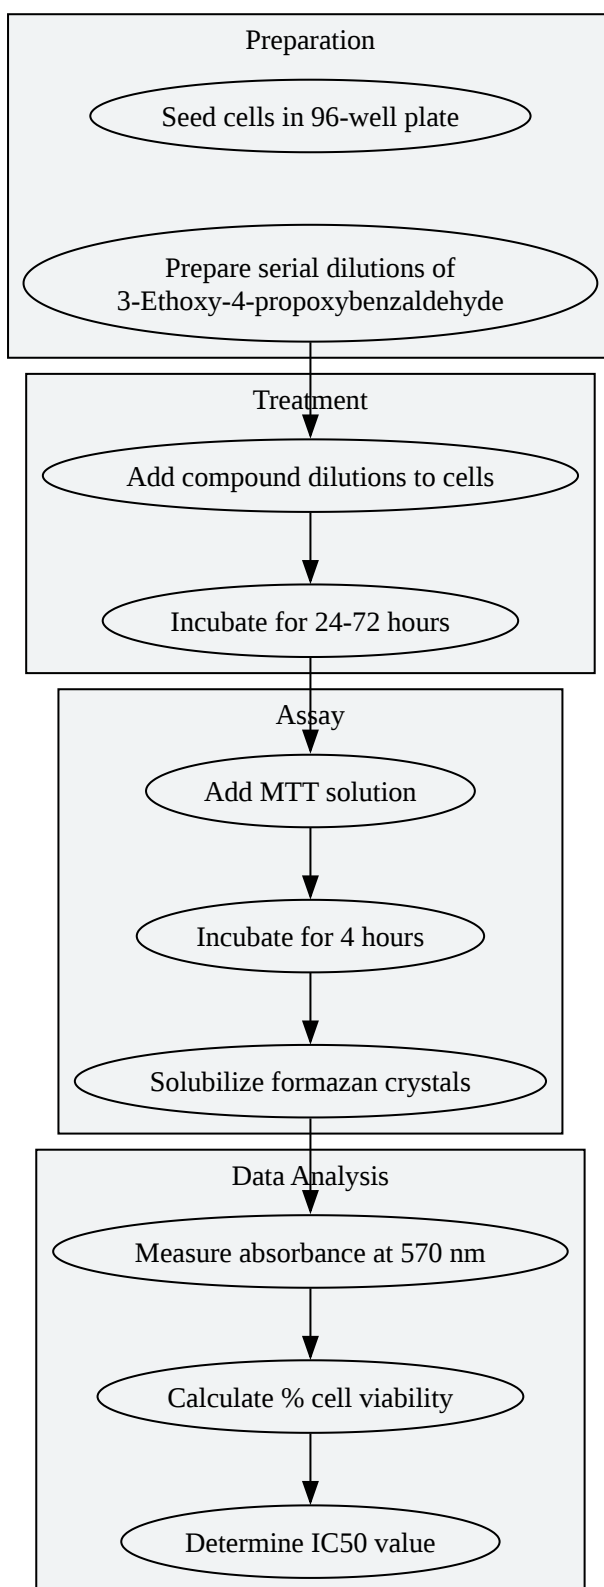 Preparation
Seed cells in 96-well plate
Prepare serial dilutions of
3-Ethoxy-4-propoxybenzaldehyde
Treatment
Add compound dilutions to cells
Incubate for 24-72 hours
Assay
Add MTT solution
Incubate for 4 hours
Solubilize formazan crystals
Data Analysis
Measure absorbance at 570 nm
Calculate % cell viability
Determine IC50 value